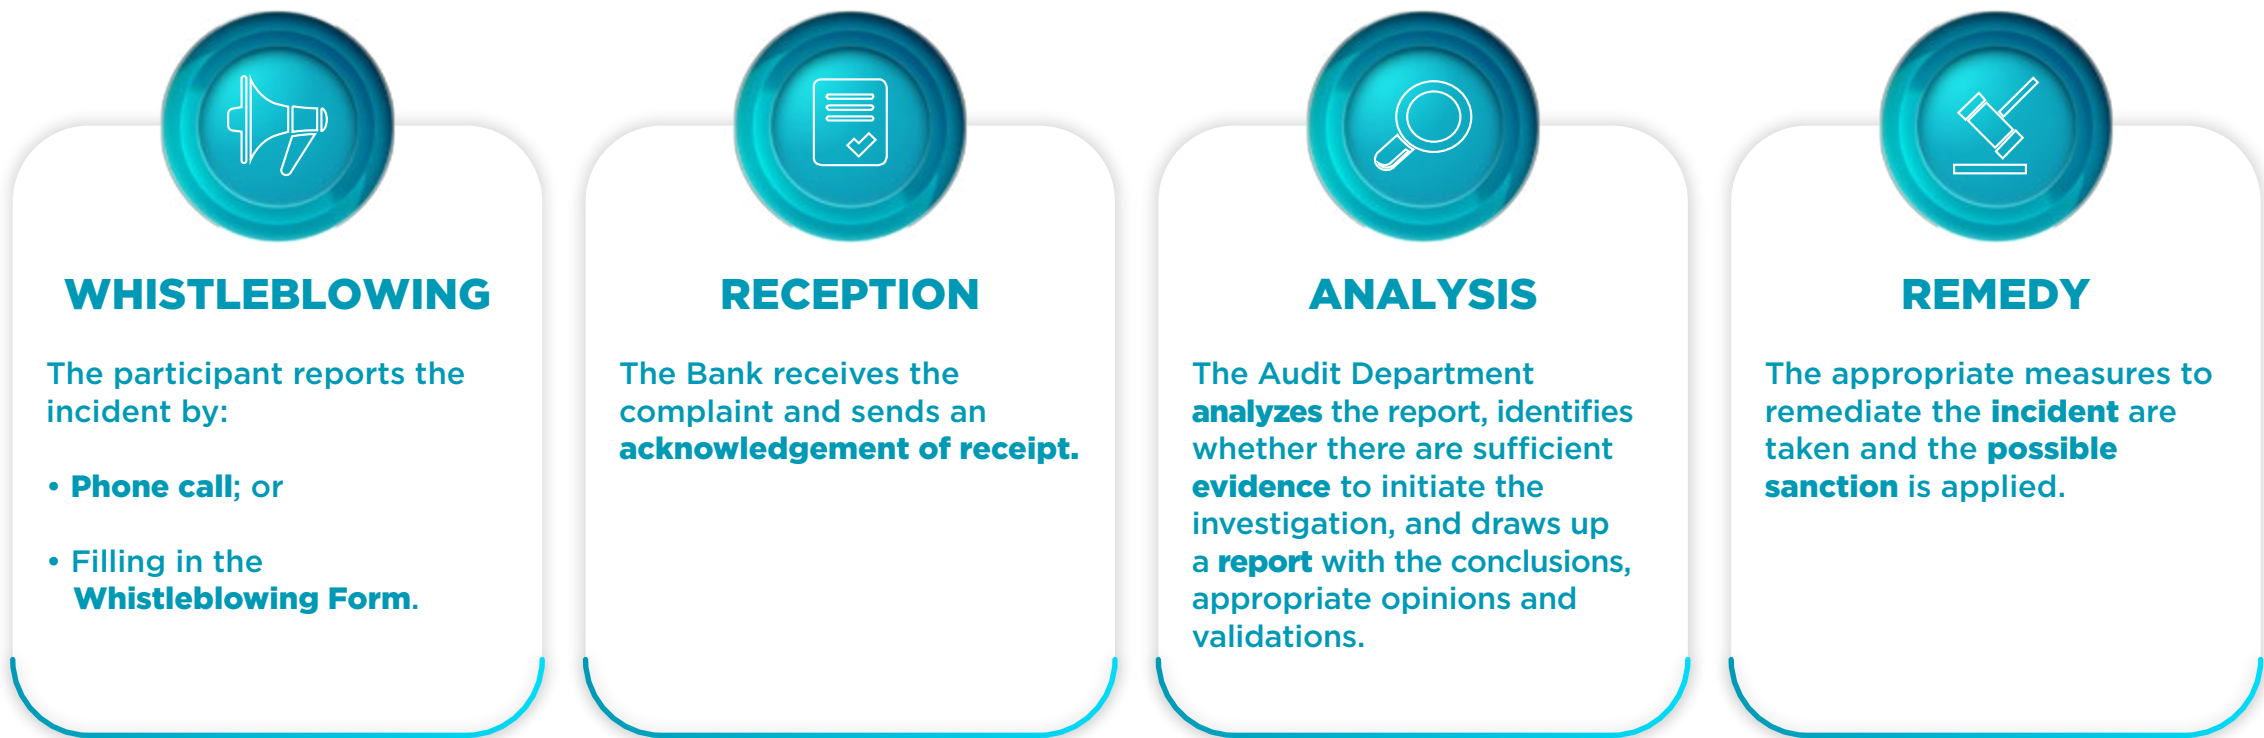 WHISTLEBLOWING
The participant reports the
incident by:
• Phone call; or
• Filling in the
Whistleblowing Form.
RECEPTION
The Bank receives the
complaint and sends an
acknowledgement of receipt.
ANALYSIS
The Audit Department
analyzes the report, identifies
whether there are sufficient
evidence to initiate the
investigation, and draws up
a report with the conclusions,
appropriate opinions and
validations.
REMEDY
The appropriate measures to
remediate the incident are
taken and the possible
sanction is applied.